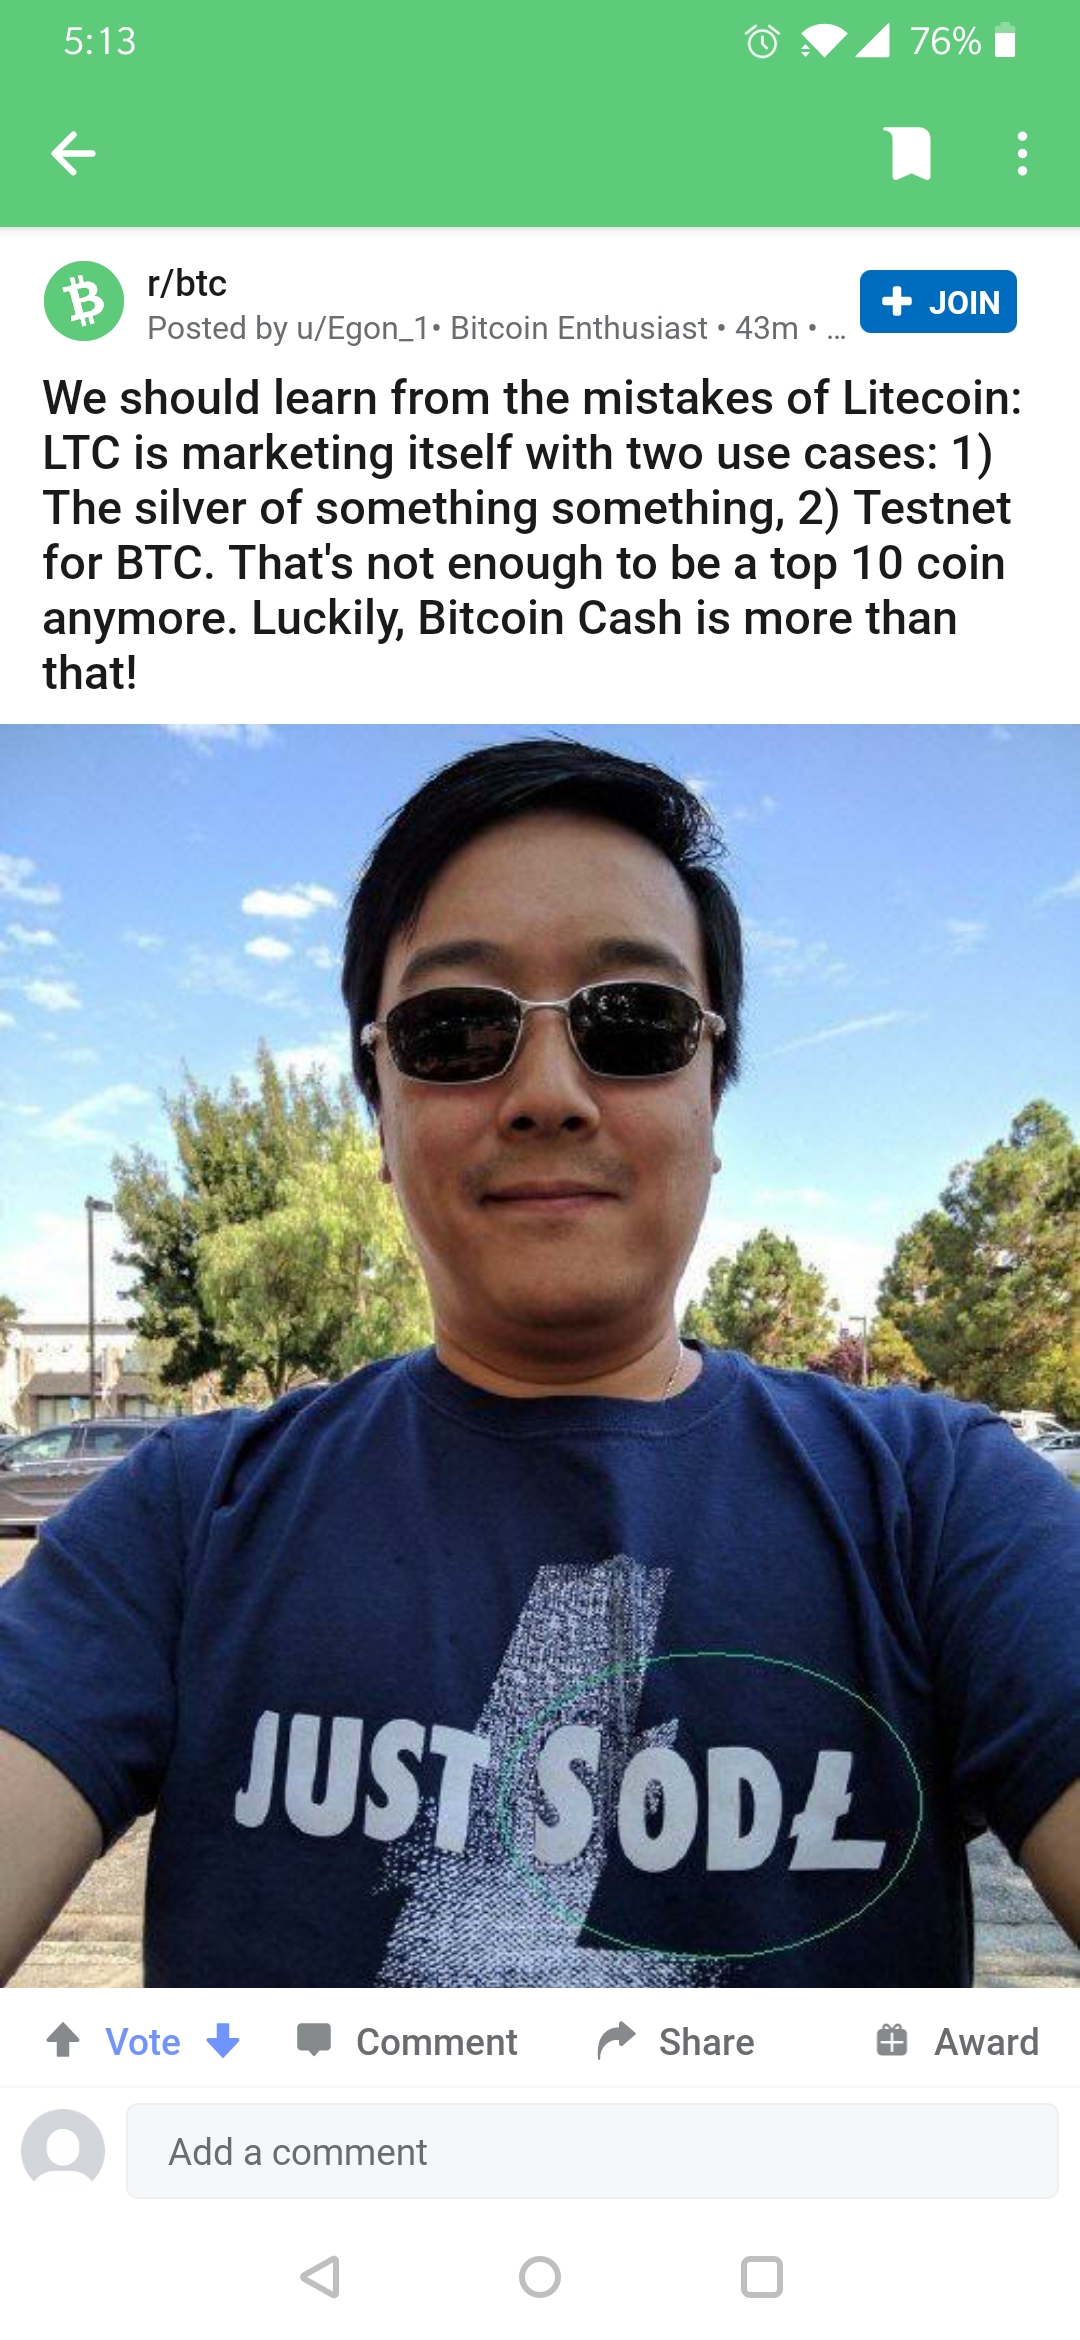 5:13
76%
r/btc
JOIN
Posted by u/Egon_1• Bitcoin Enthusiast • 43m • ...
We should learn from the mistakes of Litecoin:
LTC is marketing itself with two use cases: 1)
The silver of something something, 2) Testnet
for BTC. That's not enough to be a top 10 coin
anymore. Luckily, Bitcoin Cash is more than
that!
JUST SODŁ
Vote
Comment
Share
Award
Add a comment